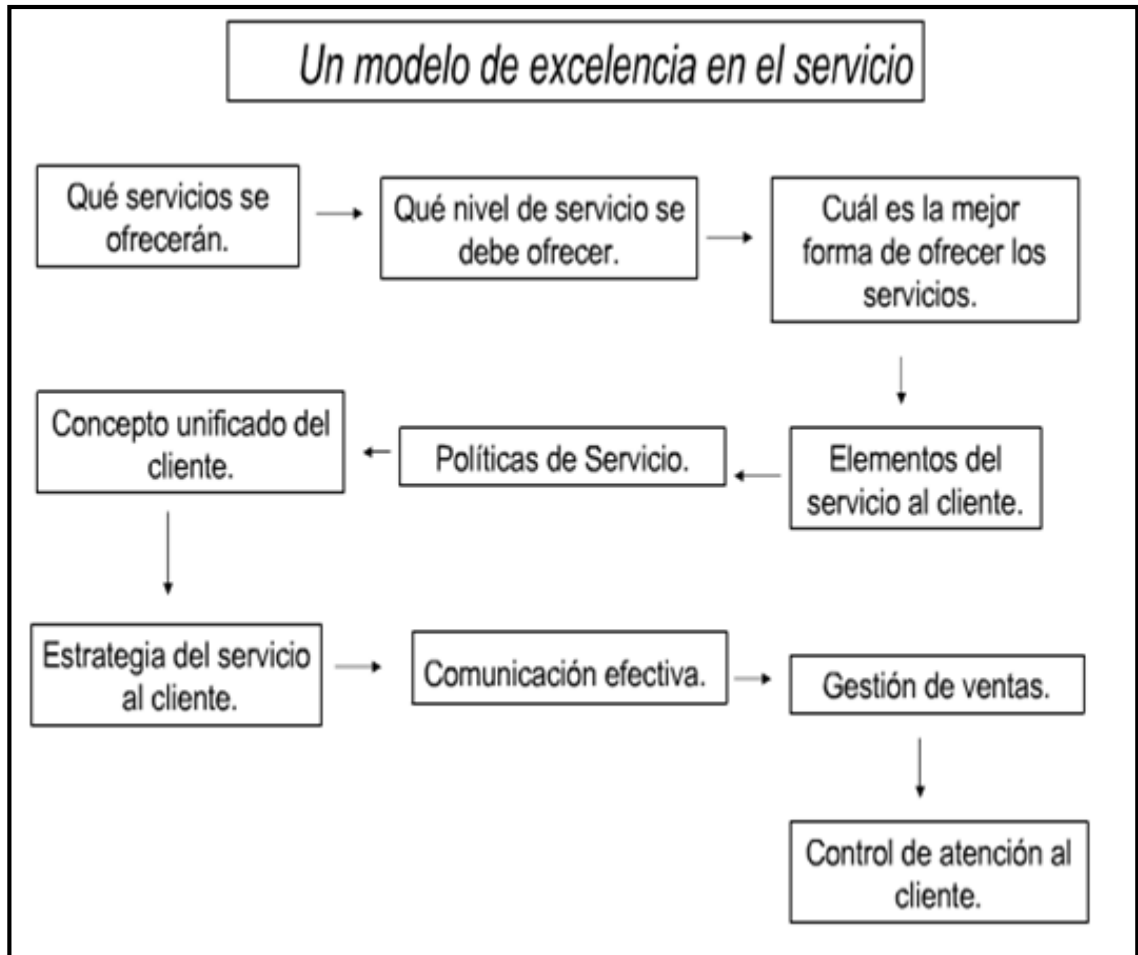 Un modelo de excelencia en el servicio
Qué servicios se
ofrecerán.
Qué nivel de servicio se
debe ofrecer.
Cuál es la mejor
forma de ofrecer los
servicios.
Elementos del
servicio al cliente.
Políticas de Servicio.
Concepto unificado del
cliente.
Estrategia del servicio
al cliente.
Comunicación efectiva.
Gestión de ventas.
Control de atención al
cliente.